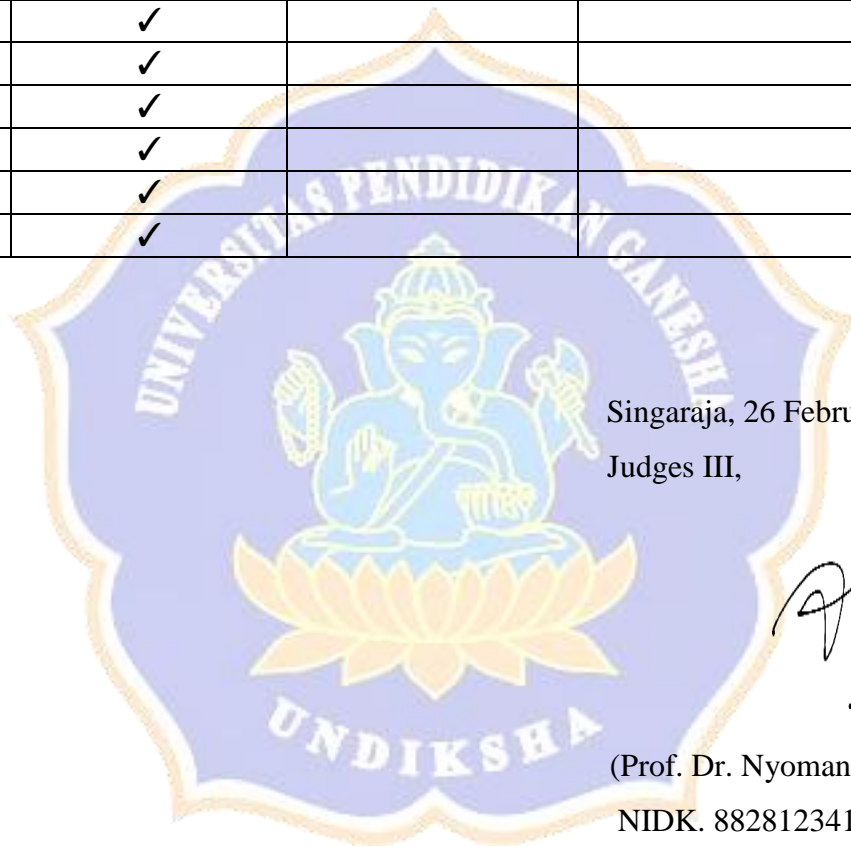 ✓
✓
✓
✓
✓
✓
UNIVERSITAS PENDIDIKAN GANESHA
Singaraja, 26 Febru
Judges III,
UNDIKSHA
(Prof. Dr. Nyoman
NIDK. 882812341